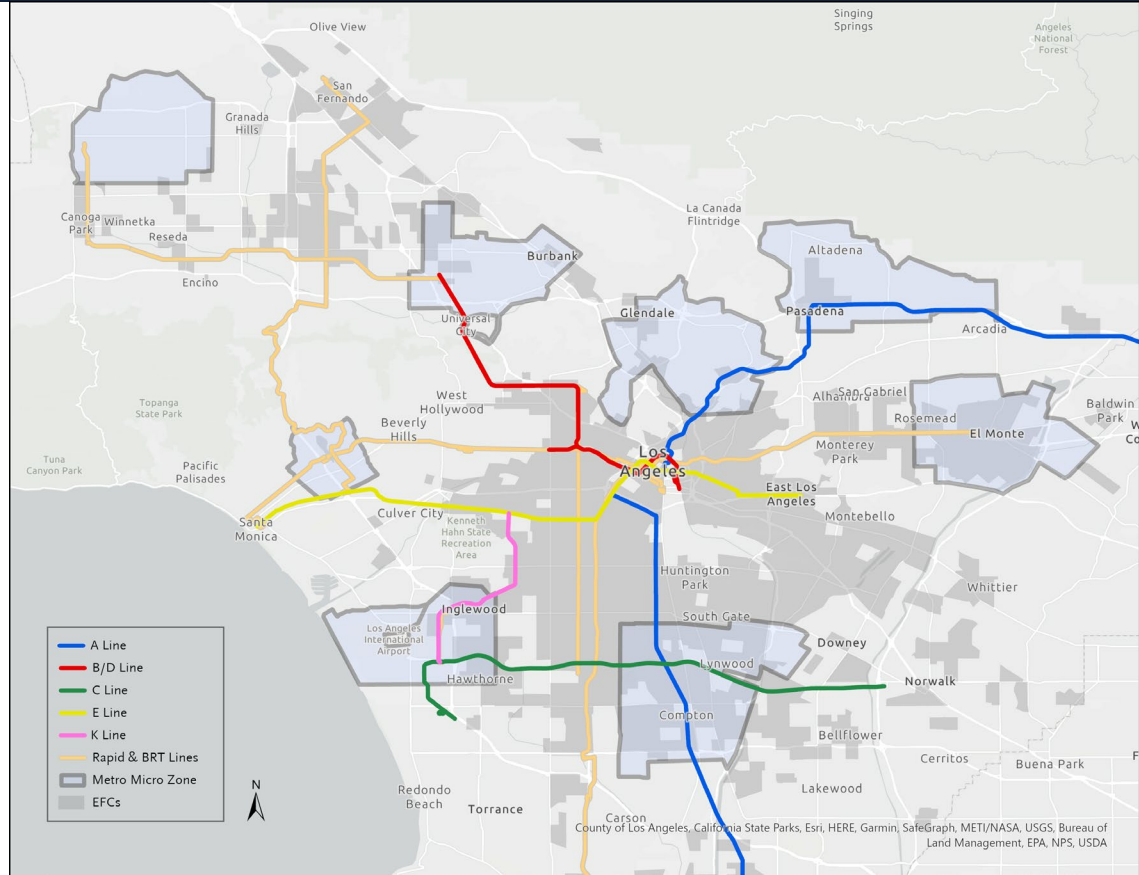 Singing
Springs
Angeles
National
Forest
Olive View
San
Fernando
Granada
Hills
La Canada
Flintridge
Canoga
Park
Winnetka
Reseda
Altadena
Burbank
Encino
Universal
City
Glendale
Pasadena
Arcadia
Topanga
State Park
West
Hollywood
Alhambra
San Gabriel
Rosemead
Baldwin
Park
Beverly
Hills
El Monte
W
Co
Tuna
Canyon Park
Pacific
Palisades
Los
Angeles
Monterey
Park
East Los
Angeles
Santa
Monica
Culver City
Kenneth
Hahn State
Recreation
Area
Montebello
Huntington
Park
Whittier
Inglewood
South Gate
Los Angeles
International
Airport
Downey
Lynwood
Hawthorne
Norwalk
Compton
Bellflower
Cerritos
Buena Park
F
Redondo
Beach
Torrance
Lakewood
Carson
A Line
B/D Line
C Line
E Line
K Line
Rapid & BRT Lines
Metro Micro Zone
EFCs
N
County of Los Angeles, California State Parks, Esri, HERE, Garmin, SafeGraph, METI/NASA, USGS, Bureau of
Land Management, EPA, NPS, USDA